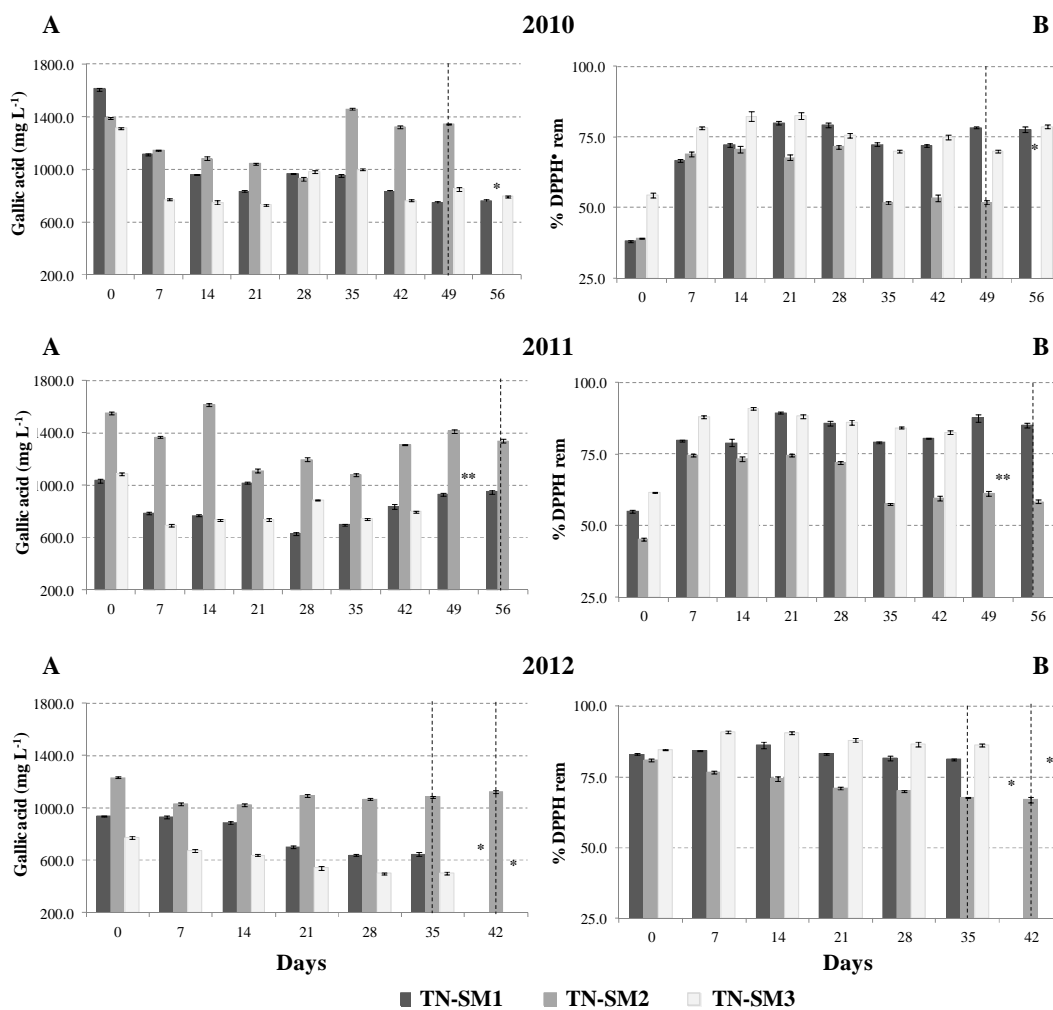 A 2010 B
Gallic acid (mg L-1)
1800.0
1400.0
1000.0
600.0
200.0
0 7 14 21 28 35 42 49 56
*
% DPPH• rem
100.0
75.0
50.0
25.0
0 7 14 21 28 35 42 49 56
*
A 2011 B
Gallic acid (mg L-1)
1800.0
1400.0
1000.0
600.0
200.0
0 7 14 21 28 35 42 49 56
**
% DPPH rem
100.0
75.0
50.0
25.0
0 7 14 21 28 35 42 49 56
**
A 2012 B
Gallic acid (mg L-1)
1800.0
1400.0
1000.0
600.0
200.0
0 7 14 21 28 35 42
* *
Days
% DPPH rem
100.0
75.0
50.0
25.0
0 7 14 21 28 35 42
* *
Days
TN-SM1 TN-SM2 TN-SM3